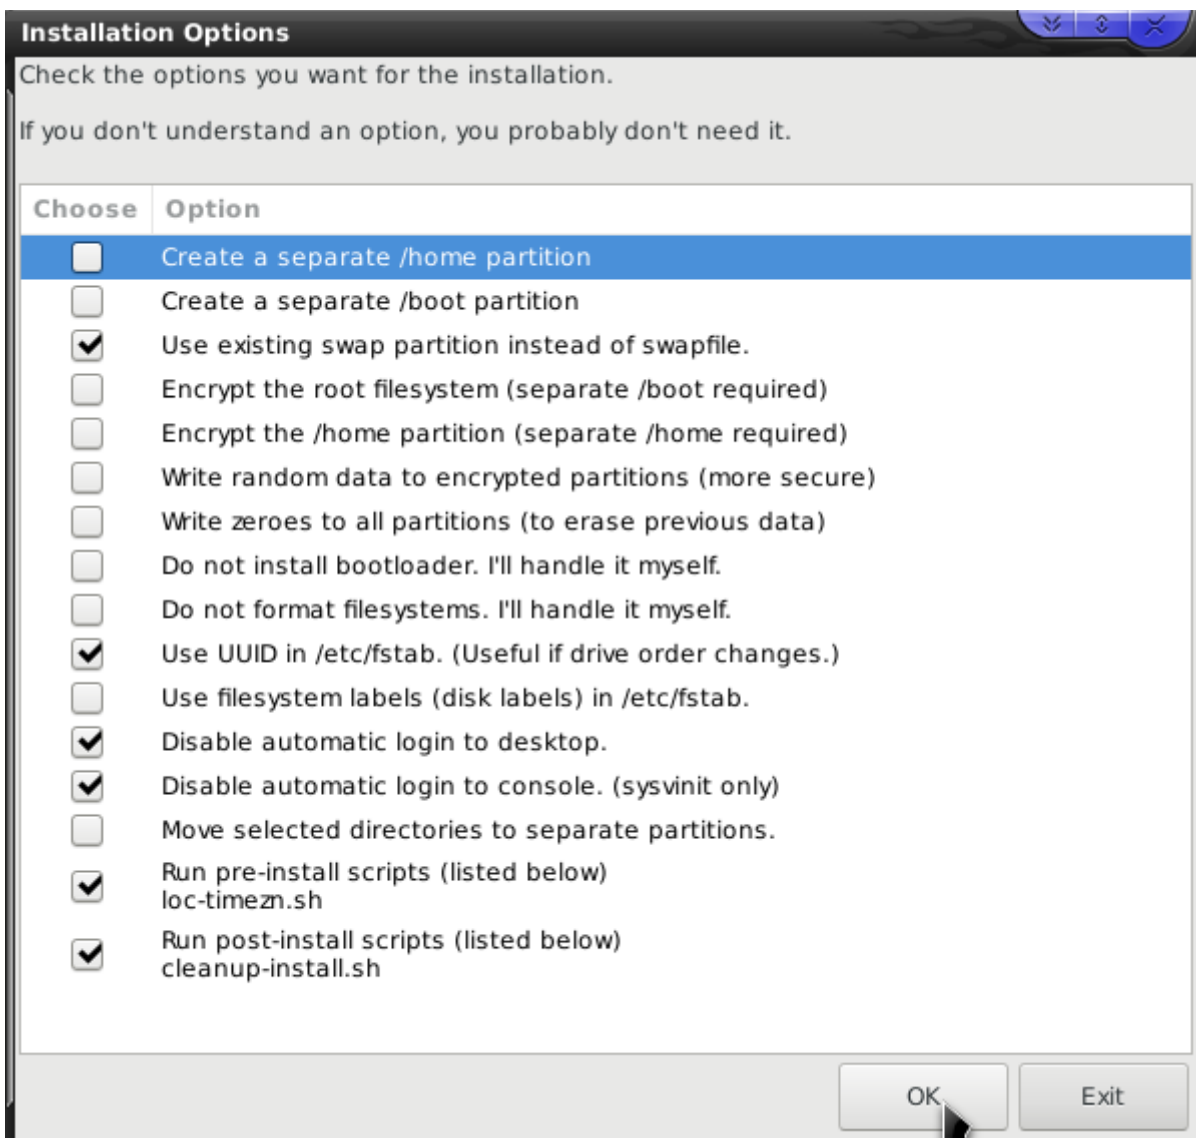 Installation Options
Check the options you want for the installation.
If you don't understand an option, you probably don't need it.
Choose Option
Create a separate /home partition
Create a separate /boot partition
Use existing swap partition instead of swapfile.
Encrypt the root filesystem (separate /boot required)
Encrypt the /home partition (separate /home required)
Write random data to encrypted partitions (more secure)
Write zeroes to all partitions (to erase previous data)
Do not install bootloader. I'll handle it myself.
Do not format filesystems. I'll handle it myself.
Use UUID in /etc/fstab. (Useful if drive order changes.)
Use filesystem labels (disk labels) in /etc/fstab.
Disable automatic login to desktop.
Disable automatic login to console. (sysvinit only)
Move selected directories to separate partitions.
Run pre-install scripts (listed below)
loc-timezn.sh
Run post-install scripts (listed below)
cleanup-install.sh
OK Exit